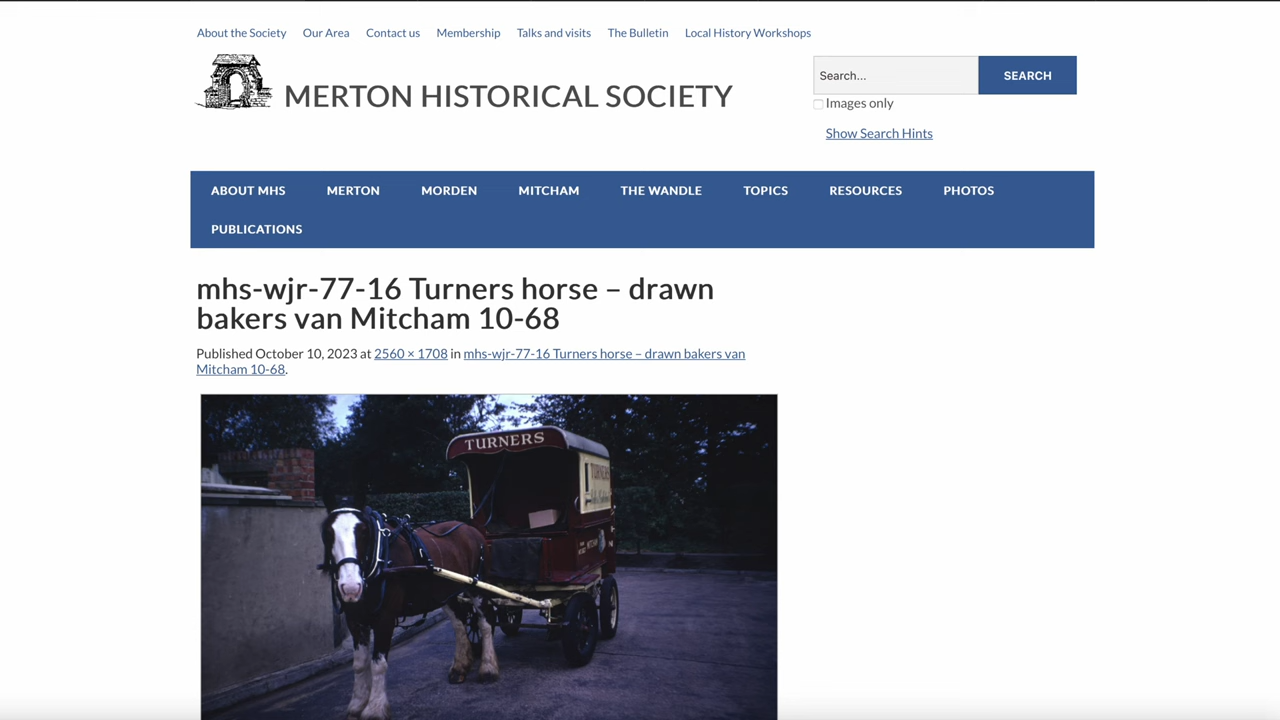 About the Society Our Area Contact us Membership Talks and visits The Bulletin Local History Workshops
MERTON HISTORICAL SOCIETY
Search...
SEARCH
Images only
Show Search Hints
ABOUT MHS MERTON MORDEN MITCHAM THE WANDLE TOPICS RESOURCES PHOTOS
PUBLICATIONS
mhs-wjr-77-16 Turners horse – drawn
bakers van Mitcham 10-68
Published October 10, 2023 at 2560 × 1708 in mhs-wjr-77-16 Turners horse – drawn bakers van
Mitcham 10-68.
TURNERS
TURNERS